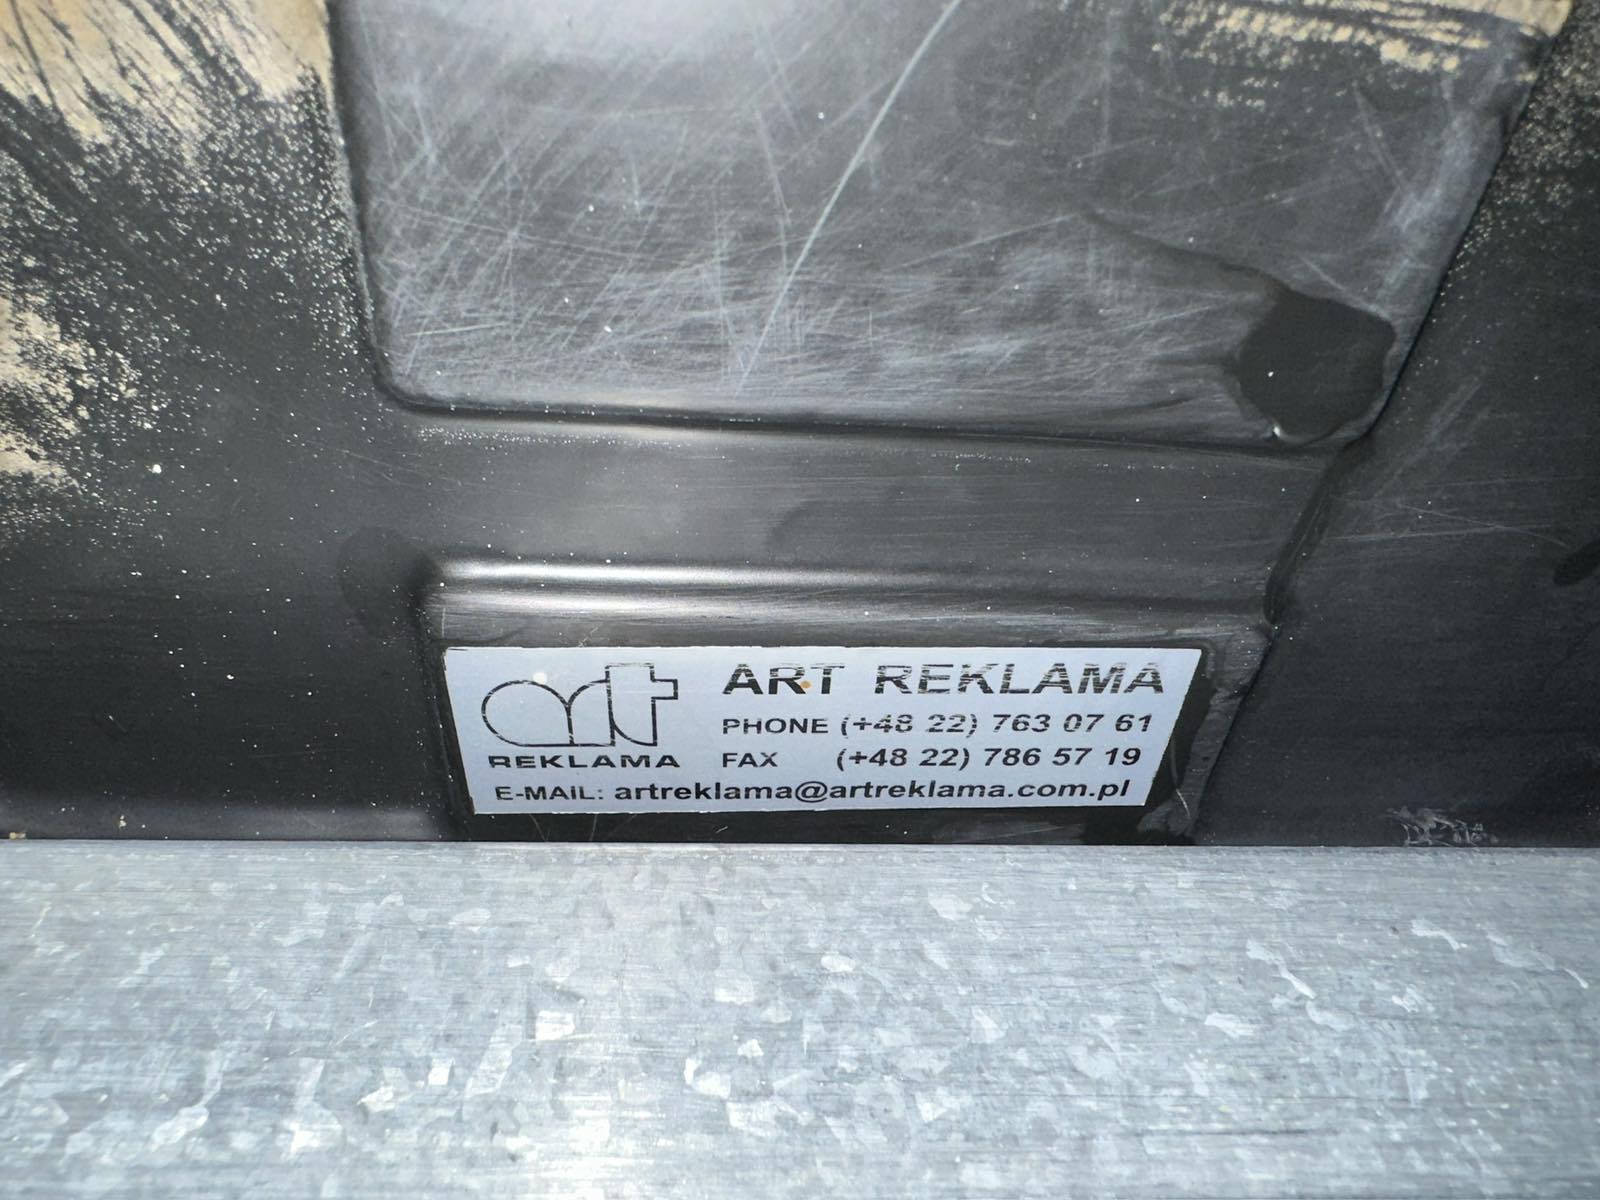 art
REKLAMA
ART REKLAMA
PHONE (+48 22) 763 07 61
FAX (+48 22) 786 57 19
E-MAIL: artreklama@artreklama.com.pl